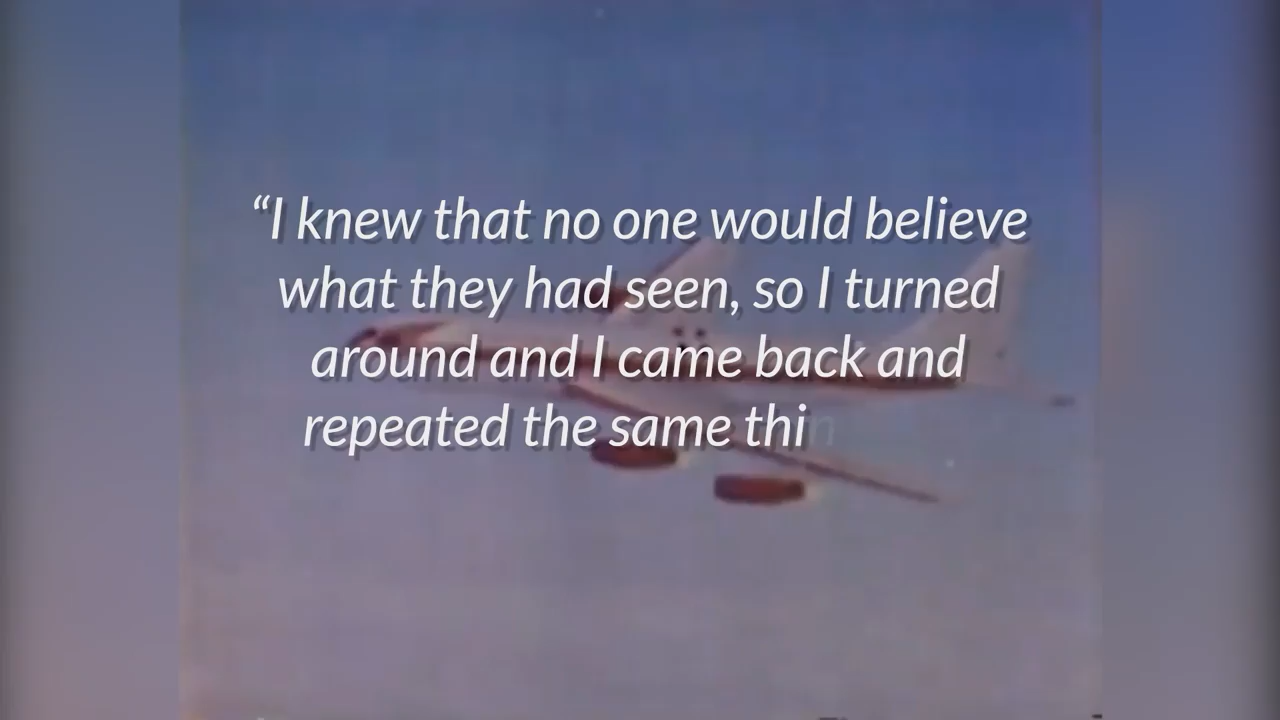 “I knew that no one would believe
what they had seen, so I turned
around and I came back and
repeated the same thin